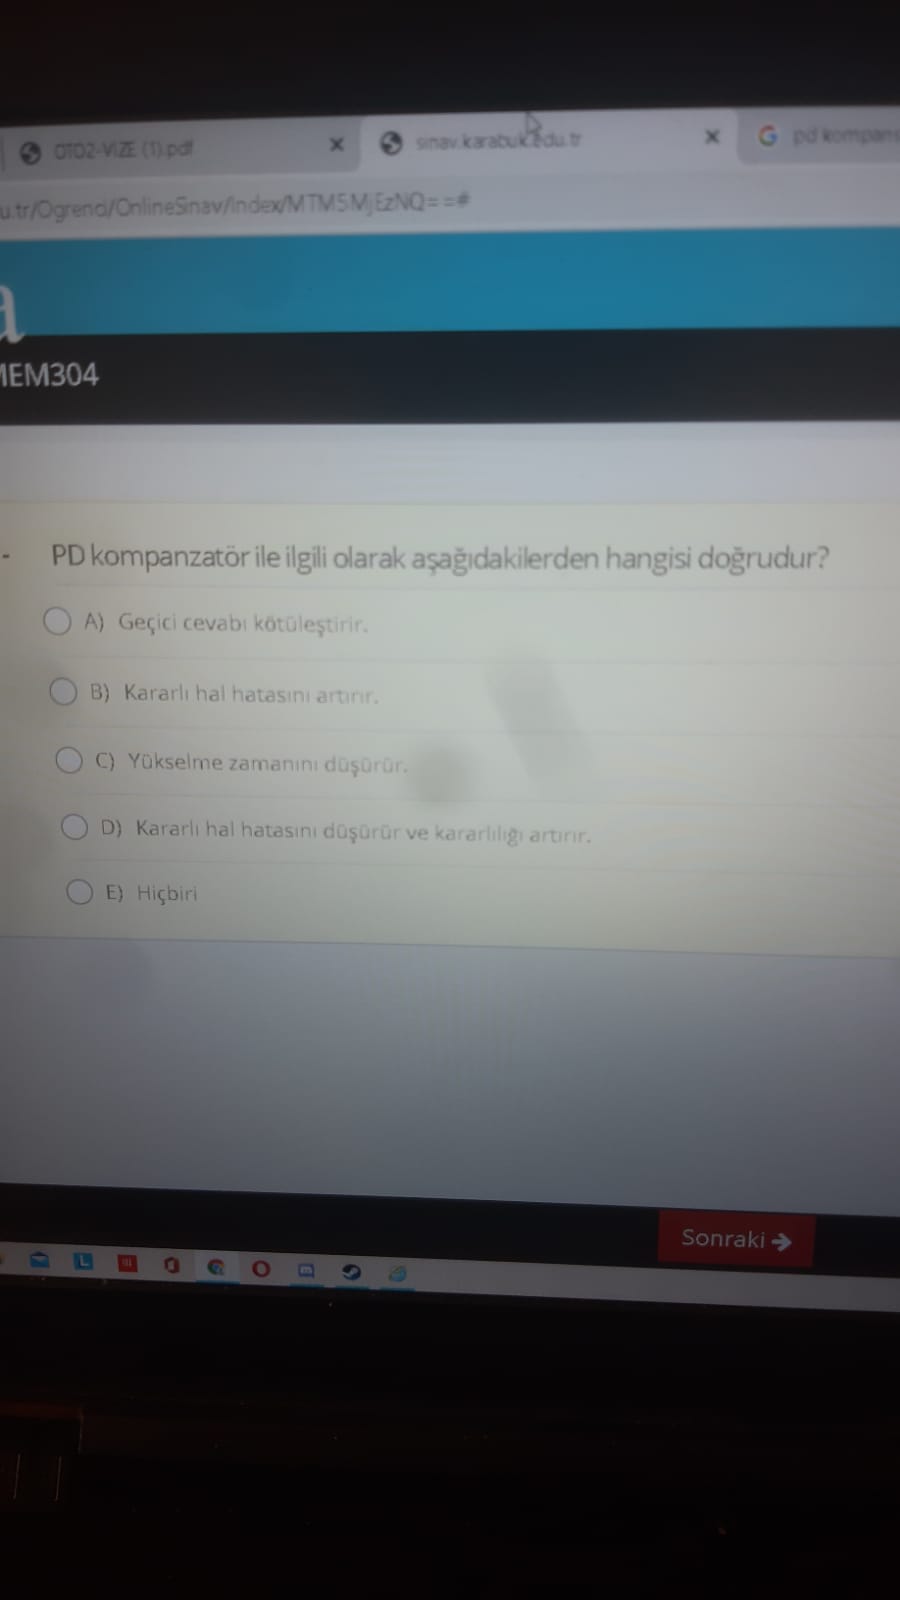 OTO2-VIZE (1).pdf
sinav.karabuk.edu.tr
pd kompans
u.tr/Ogrenci/OnlineSinav/Index/MTM5MjEzNQ==#
a
MEM304
- PD kompanzatör ile ilgili olarak aşağıdakilerden hangisi doğrudur?
A) Geçici cevabı kötüleştirir.
B) Kararlı hal hatasını artırır.
C) Yükselme zamanını düşürür.
D) Kararlı hal hatasını düşürür ve kararlılığı artırır.
E) Hiçbiri
Sonraki →